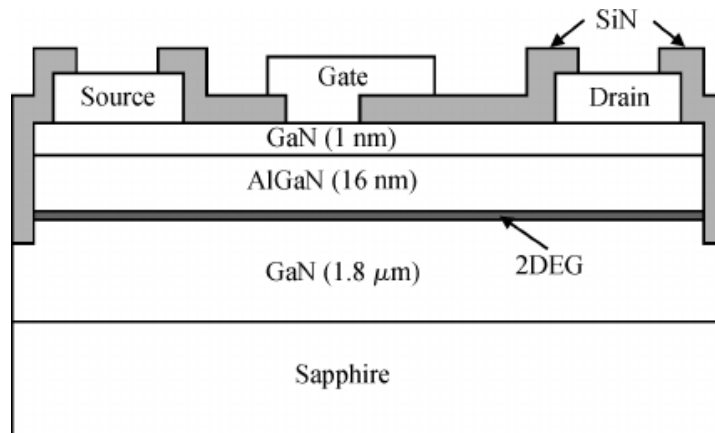 SiN
Gate
Source
Drain
GaN (1 nm)
AlGaN (16 nm)
2DEG
GaN (1.8 μm)
Sapphire